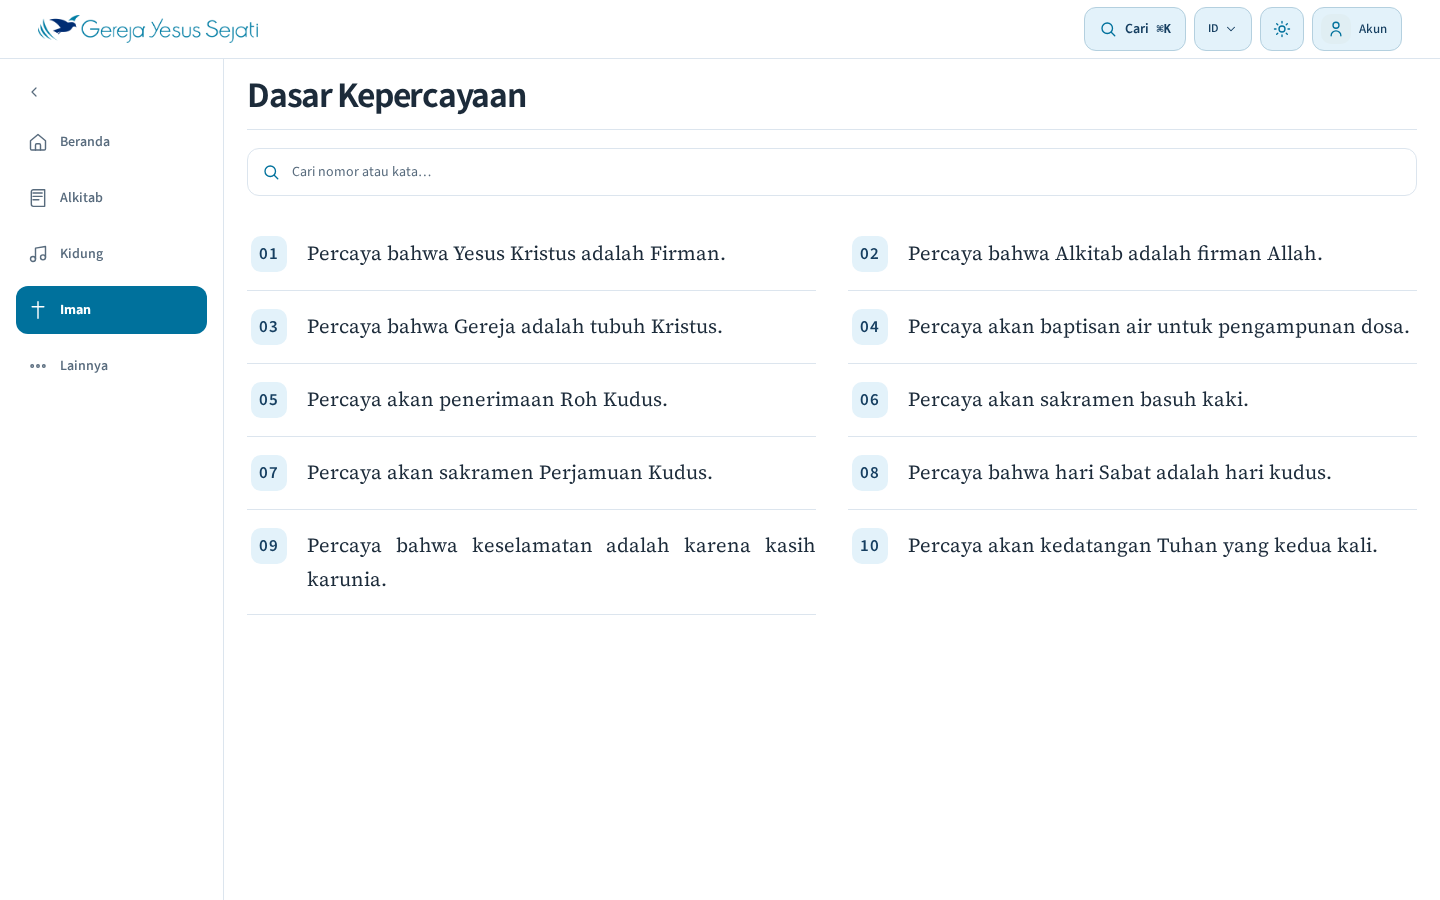 Gereja Yesus Sejati
Cari ⌘K
ID
Akun
Beranda
Alkitab
Kidung
Iman
Lainnya
Dasar Kepercayaan
Cari nomor atau kata…
01 Percaya bahwa Yesus Kristus adalah Firman.
02 Percaya bahwa Alkitab adalah firman Allah.
03 Percaya bahwa Gereja adalah tubuh Kristus.
04 Percaya akan baptisan air untuk pengampunan dosa.
05 Percaya akan penerimaan Roh Kudus.
06 Percaya akan sakramen basuh kaki.
07 Percaya akan sakramen Perjamuan Kudus.
08 Percaya bahwa hari Sabat adalah hari kudus.
09 Percaya bahwa keselamatan adalah karena kasih
karunia.
10 Percaya akan kedatangan Tuhan yang kedua kali.